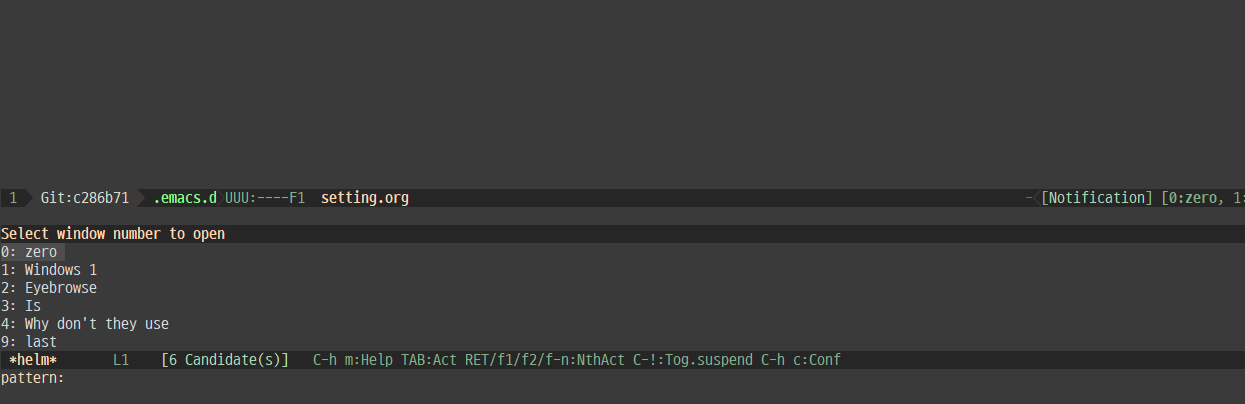 1 Git:c286b71 .emacs.d UUU:----F1 setting.org -<[Notification] [0:zero, 1:
Select window number to open
0: zero
1: Windows 1
2: Eyebrowse
3: Is
4: Why don't they use
9: last
*helm* L1 [6 Candidate(s)] C-h m:Help TAB:Act RET/f1/f2/f-n:NthAct C-!:Tog.suspend C-h c:Conf
pattern: